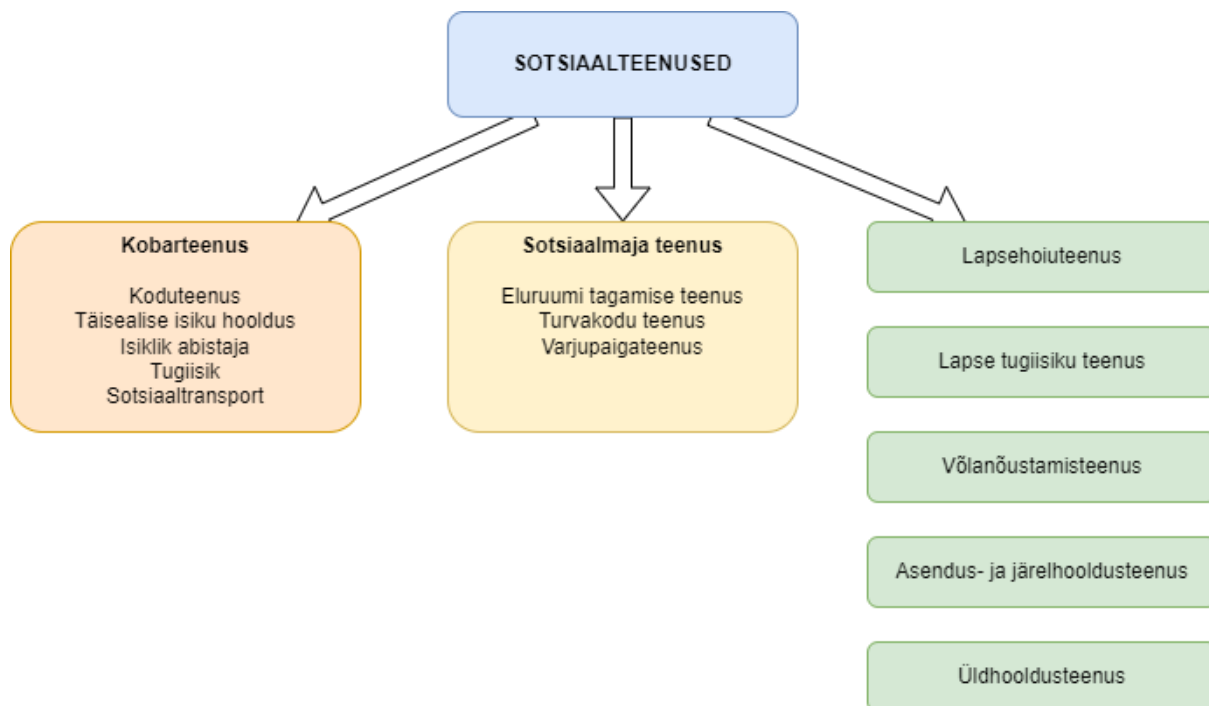 SOTSIAALTEENUSED
Kobarteenus
Koduteenus
Täisealise isiku hooldus
Isiklik abistaja
Tugiisik
Sotsiaaltransport
Sotsiaalmaja teenus
Eluruumi tagamise teenus
Turvakodu teenus
Varjupaigateenus
Lapsehoiuteenus
Lapse tugiisiku teenus
Võlanõustamisteenus
Asendus- ja järelhooldusteenus
Üldhooldusteenus